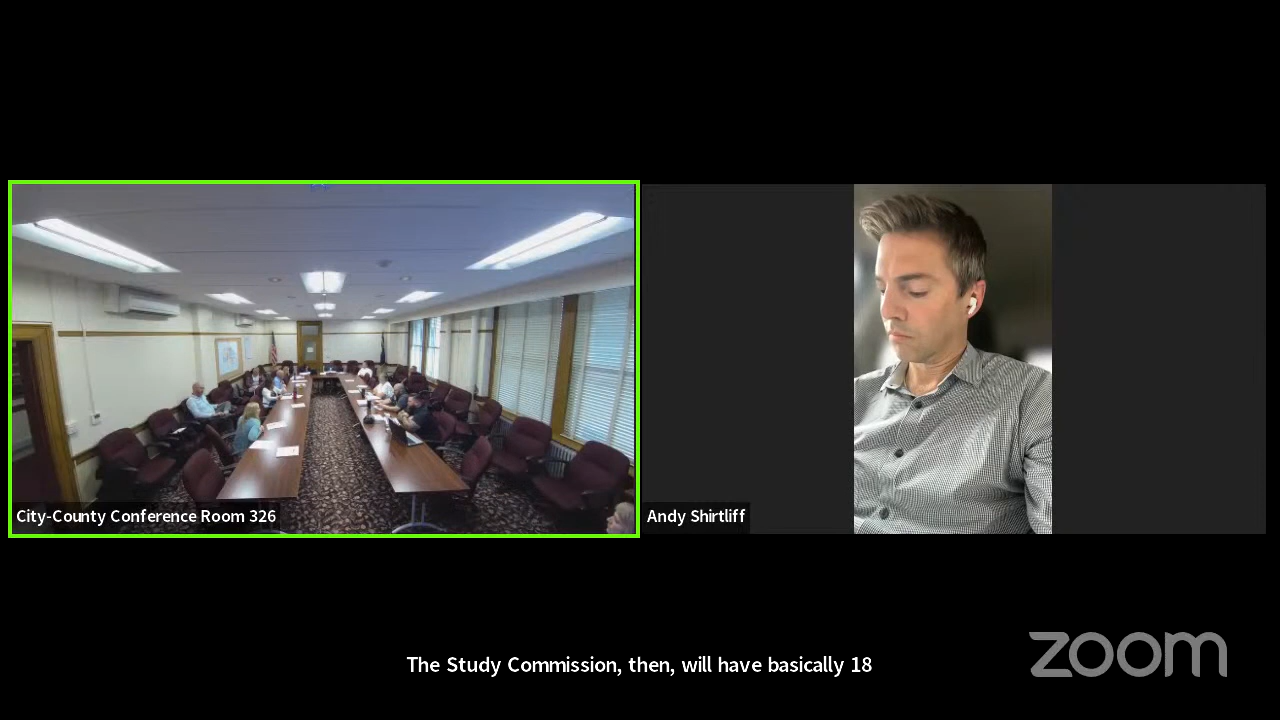 City-County Conference Room 326
Andy Shirtliff
The Study Commission, then, will have basically 18
zoom